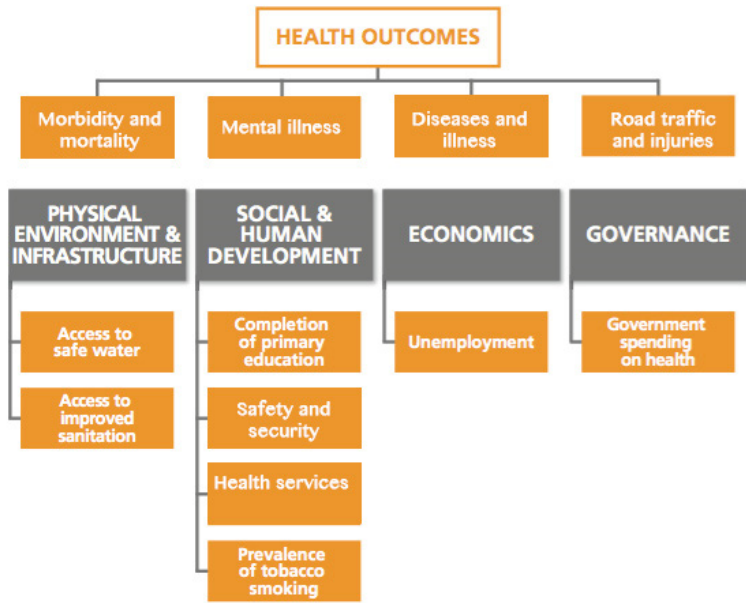 HEALTH OUTCOMES
Morbidity and
mortality
Mental illness
Diseases and
illness
Road traffic
and injuries
PHYSICAL
ENVIRONMENT &
INFRASTRUCTURE
SOCIAL &
HUMAN
DEVELOPMENT
ECONOMICS
GOVERNANCE
Access to
safe water
Access to
improved
sanitation
Completion
of primary
education
Safety and
security
Health services
Prevalence
of tobacco
smoking
Unemployment
Government
spending
on health